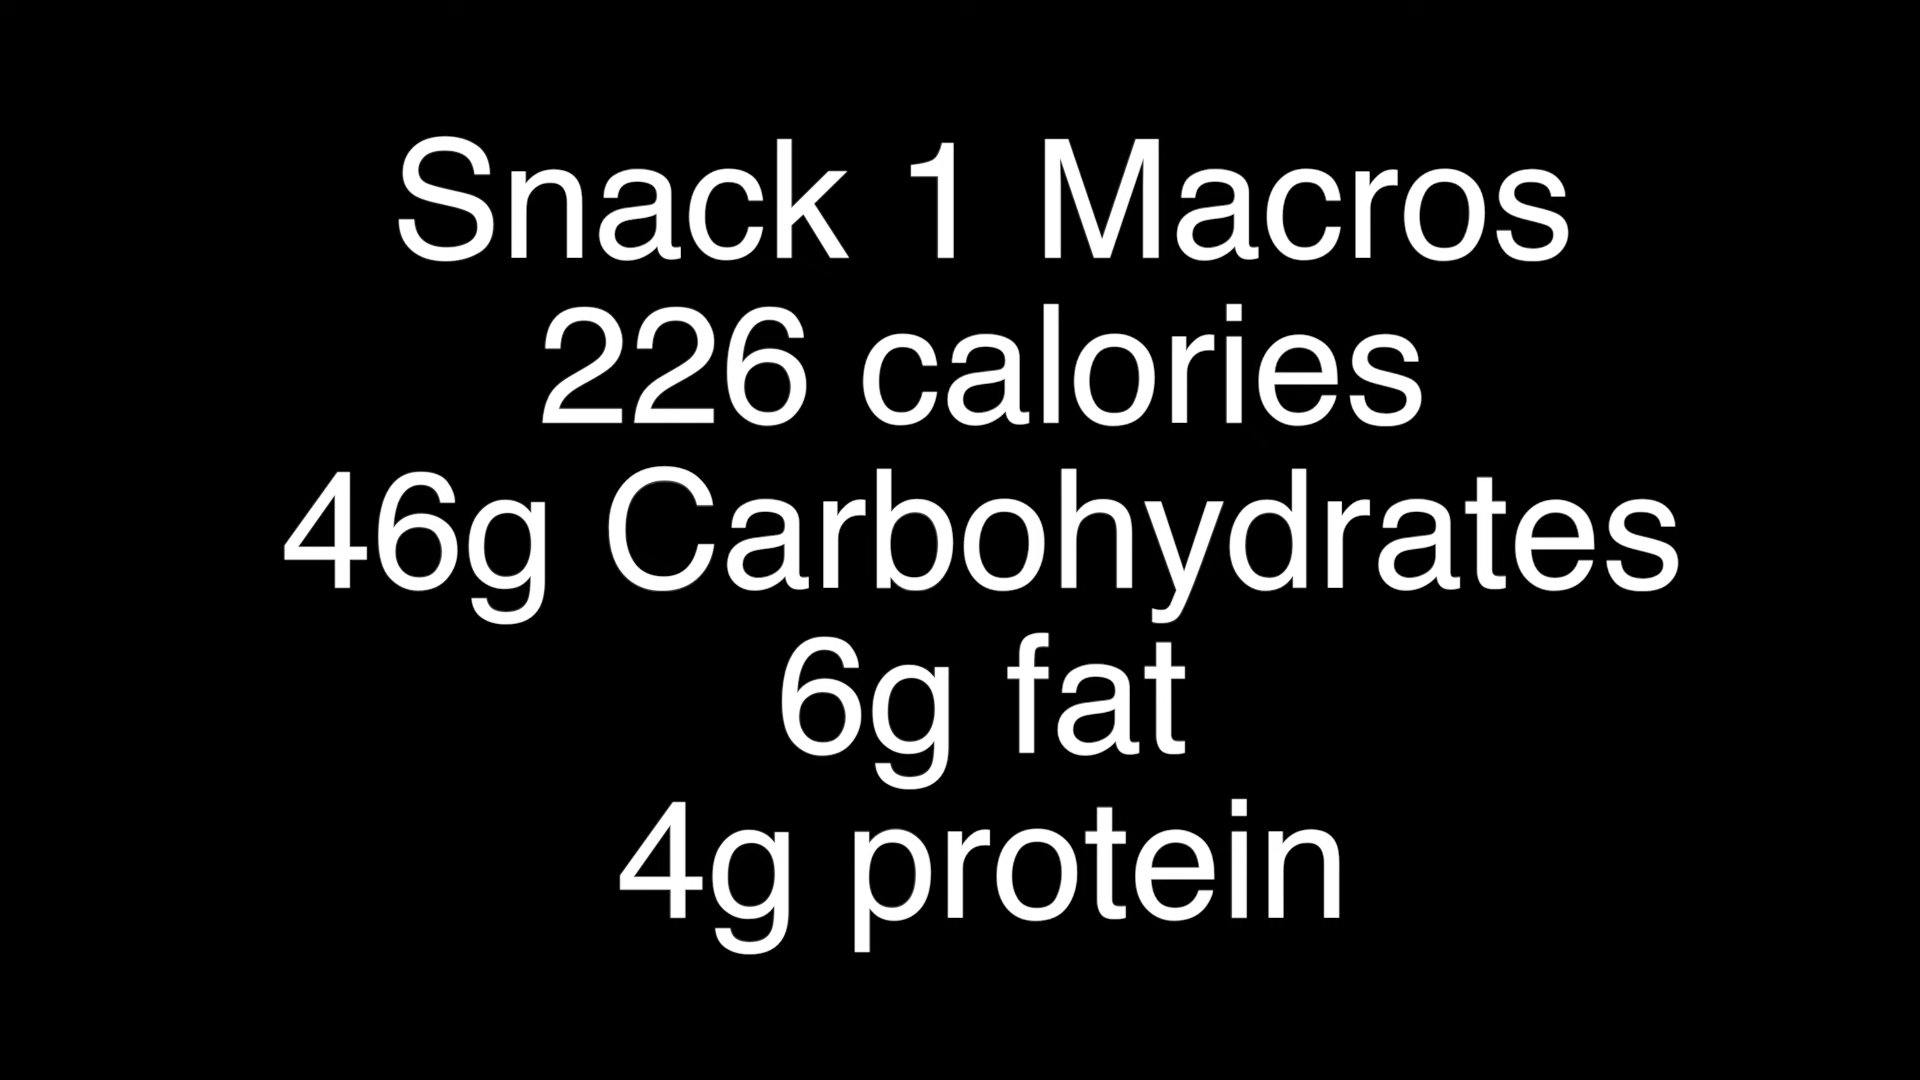 Snack 1 Macros
226 calories
46g Carbohydrates
6g fat
4g protein